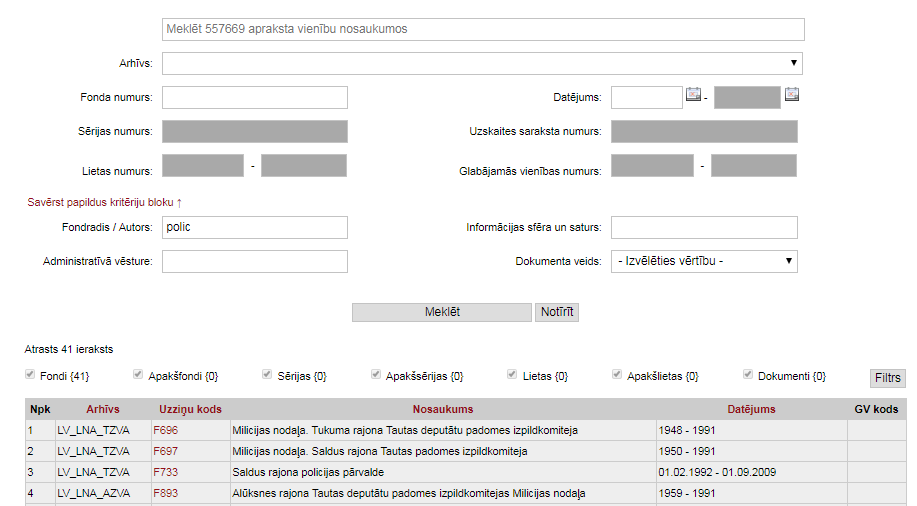 Meklēt 557669 apraksta vienību nosaukumos
Arhīvs:
Fonda numurs: Datējums: -
Sērijas numurs: Uzskaites saraksta numurs:
Lietas numurs: - Glabājamās vienības numurs: -
Savērst papildus kritēriju bloku ↑
Fondradis / Autors: polic Informācijas sfēra un saturs:
Administratīvā vēsture: Dokumenta veids: - Izvēlēties vērtību -
Meklēt Notīrīt
Atrasts 41 ieraksts
Fondi {41} Apakšfondi {0} Sērijas {0} Apakšsērijas {0} Lietas {0} Apakšlietas {0} Dokumenti {0} Filtrs
Npk Arhīvs Uzziņu kods Nosaukums Datējums GV kods
1 LV_LNA_TZVA F696 Milicijas nodaļa. Tukuma rajona Tautas deputātu padomes izpildkomiteja 1948 - 1991
2 LV_LNA_TZVA F697 Milicijas nodaļa. Saldus rajona Tautas padomes izpildkomiteja 1950 - 1991
3 LV_LNA_TZVA F733 Saldus rajona policijas pārvalde 01.02.1992 - 01.09.2009
4 LV_LNA_AZVA F893 Alūksnes rajona Tautas deputātu padomes izpildkomitejas Milicijas nodaļa 1959 - 1991